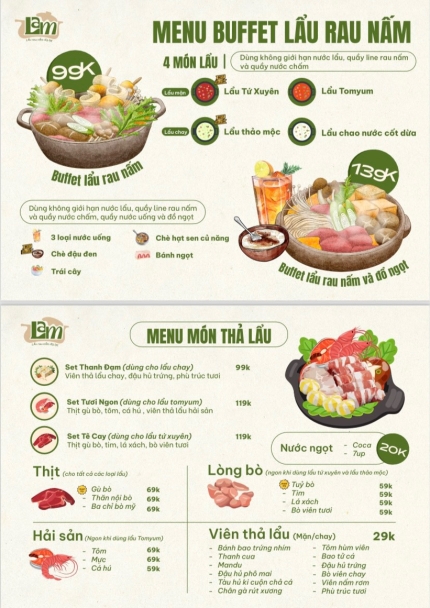 Lam
MENU BUFFET LẨU RAU NẤM
99K
4 MÓN LẨU
Dùng không giới hạn nước lẩu, quầy line rau nấm
và quầy nước chấm
Lẩu mặn
Lẩu Tứ Xuyên
Lẩu Tomyum
Lẩu chay
Lẩu thảo mộc
Lẩu chao nước cốt dừa
Buffet lẩu rau nấm
139K
Dùng không giới hạn nước lẩu, quầy line rau nấm
và quầy nước chấm, quầy nước uống và đồ ngọt
3 loại nước uống
Chè hạt sen củ năng
Chè đậu đen
Bánh ngọt
Trái cây
Buffet lẩu rau nấm và đồ ngọt
Lam
MENU MÓN THẢ LẨU
Set Thanh Đạm (dùng cho lẩu chay) 99k
Viên thả lẩu chay, đậu hủ trứng, phù trúc tươi
Set Tươi Ngon (dùng cho lẩu tomyum) 119k
Thịt gù bò, tôm, cá hú , viên thả lẩu hải sản
Set Tê Cay (dùng cho lẩu tứ xuyên) 119k
Thịt gù bò, tim, lá xách, bò viên tươi
Nước ngọt
- Coca
- 7up
20K
Thịt (cho tất cả các loại lẩu)
Gù bò 69k
- Thăn nội bò 69k
- Ba chỉ bò mỹ 69k
Lòng bò (ngon khi dùng lẩu tứ xuyên và lẩu thảo mộc)
Tuỷ bò 59k
- Tim 59k
- Lá xách 59k
- Bò viên tươi 59k
Hải sản (Ngon khi dùng lẩu Tomyum)
- Tôm 69k
- Mực 69k
- Cá hú 59k
Viên thả lẩu (Mặn/chay) 29k
- Bánh bao trứng nhím
- Thanh cua
- Mandu
- Đậu hủ phô mai
- Tàu hủ ki cuộn chả cá
- Chân gà rút xương
- Tôm hùm viên
- Bao tử cá
- Đậu hủ trứng
- Bò viên chay
- Viên nấm rơm
- Phù trúc tươi